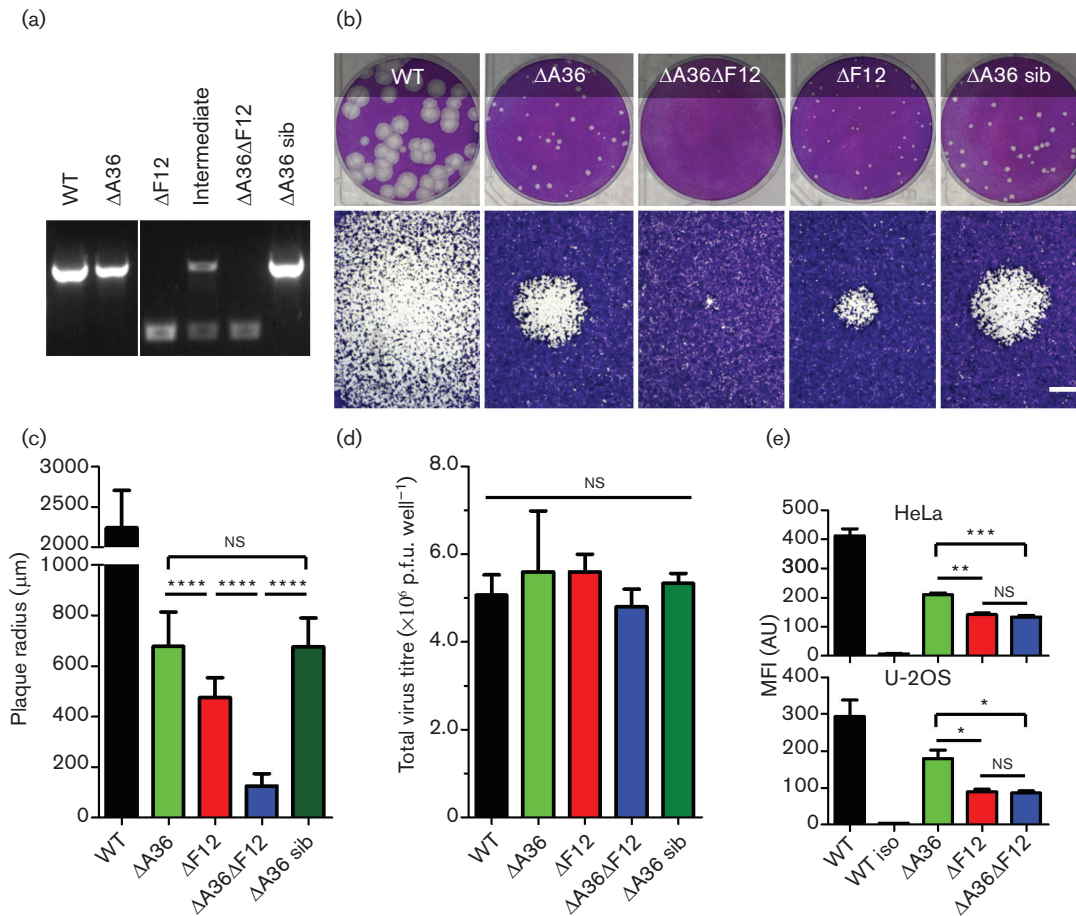 (a)
WT
ΔA36
ΔF12
Intermediate
ΔA36ΔF12
ΔA36 sib
(b)
WT
ΔA36
ΔA36ΔF12
ΔF12
ΔA36 sib
(c)
Plaque radius (μm)
3000
2500
2000
1000
800
600
400
200
0
NS
**** **** ****
WT
ΔA36
ΔF12
ΔA36ΔF12
ΔA36 sib
(d)
Total virus titre (×10⁶ p.f.u. well⁻¹)
8.0
6.0
4.0
2.0
0
NS
WT
ΔA36
ΔF12
ΔA36ΔF12
ΔA36 sib
(e)
MFI (AU)
HeLa
400
300
200
100
0
***
**
NS
U-2OS
300
200
100
0
*
*
NS
WT
WT iso
ΔA36
ΔF12
ΔA36ΔF12